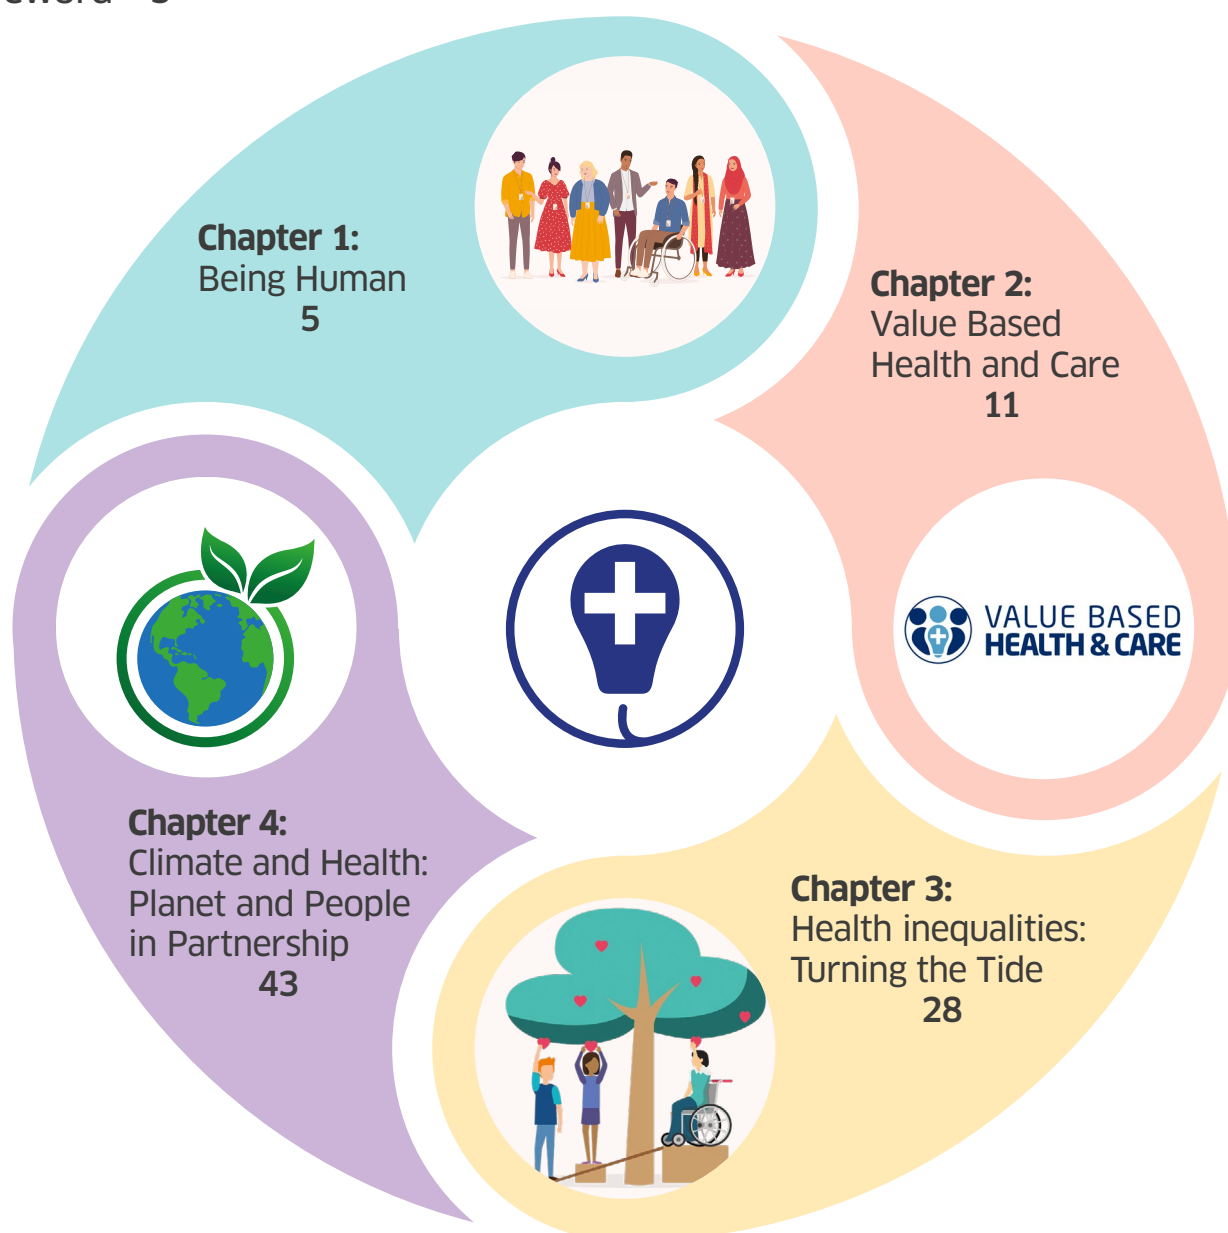 Chapter 1:
Being Human
5
Chapter 2:
Value Based
Health and Care
11
VALUE BASED
HEALTH & CARE
Chapter 3:
Health inequalities:
Turning the Tide
28
Chapter 4:
Climate and Health:
Planet and People
in Partnership
43